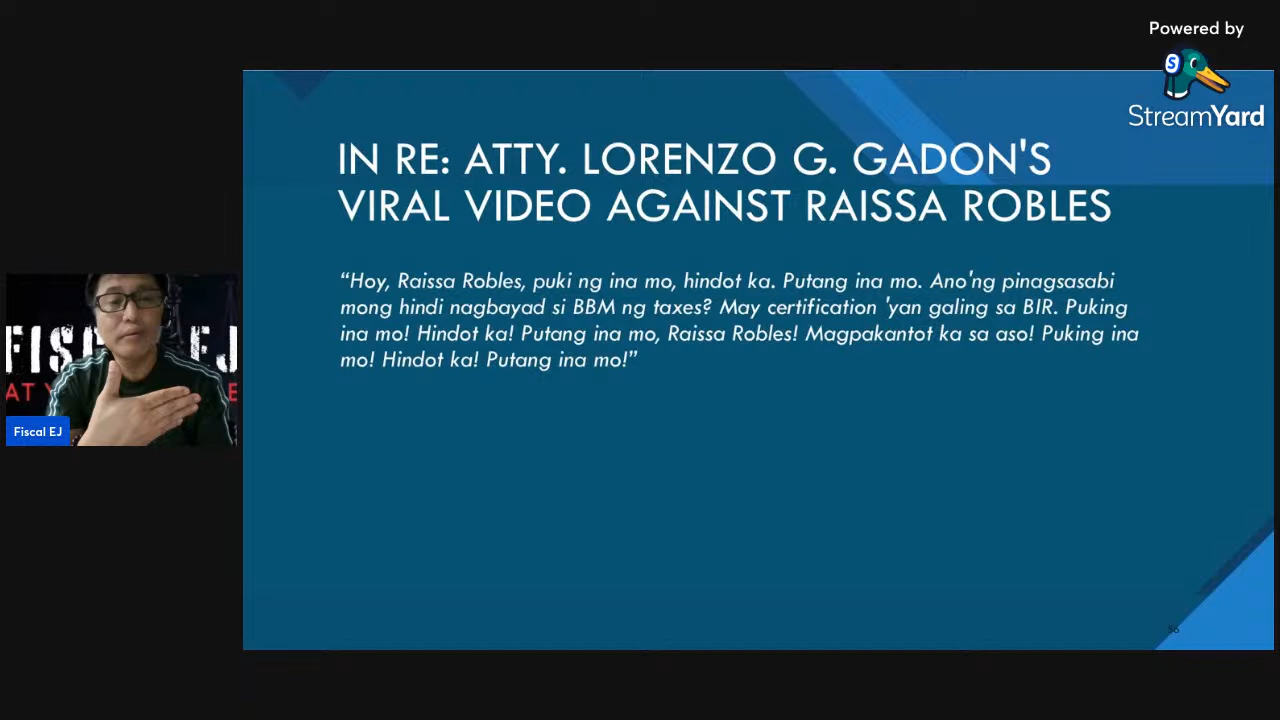 Powered by
StreamYard
IN RE: ATTY. LORENZO G. GADON'S
VIRAL VIDEO AGAINST RAISSA ROBLES
“Hoy, Raissa Robles, puki ng ina mo, hindot ka. Putang ina mo. Ano'ng pinagsasabi
mong hindi nagbayad si BBM ng taxes? May certification 'yan galing sa BIR. Puking
ina mo! Hindot ka! Putang ina mo, Raissa Robles! Magpakantot ka sa aso! Puking ina
mo! Hindot ka! Putang ina mo!”
Fiscal EJ
56